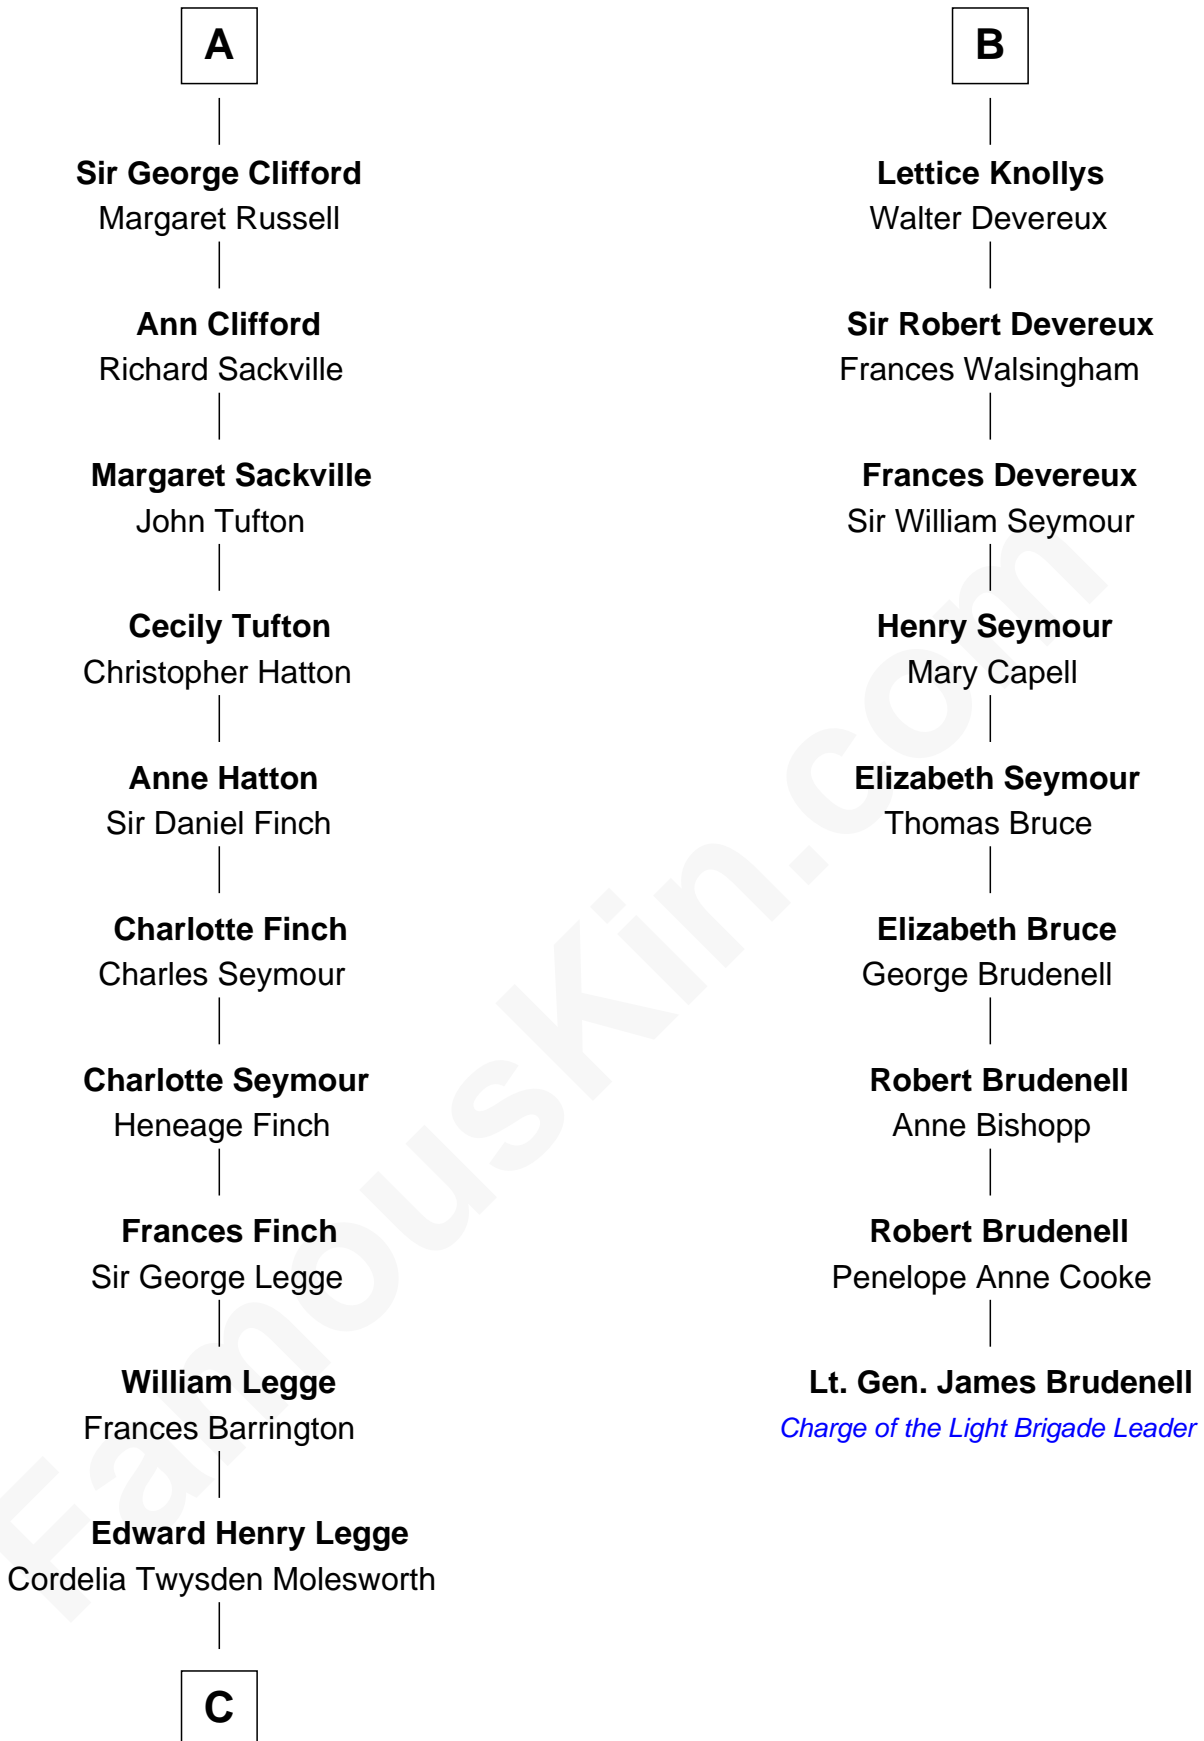 A
Sir George Clifford
Margaret Russell
Ann Clifford
Richard Sackville
Margaret Sackville
John Tufton
Cecily Tufton
Christopher Hatton
Anne Hatton
Sir Daniel Finch
Charlotte Finch
Charles Seymour
Charlotte Seymour
Heneage Finch
Frances Finch
Sir George Legge
William Legge
Frances Barrington
Edward Henry Legge
Cordelia Twysden Molesworth
C
B
Lettice Knollys
Walter Devereux
Sir Robert Devereux
Frances Walsingham
Frances Devereux
Sir William Seymour
Henry Seymour
Mary Capell
Elizabeth Seymour
Thomas Bruce
Elizabeth Bruce
George Brudenell
Robert Brudenell
Anne Bishopp
Robert Brudenell
Penelope Anne Cooke
Lt. Gen. James Brudenell
Charge of the Light Brigade Leader
FamousKin.com